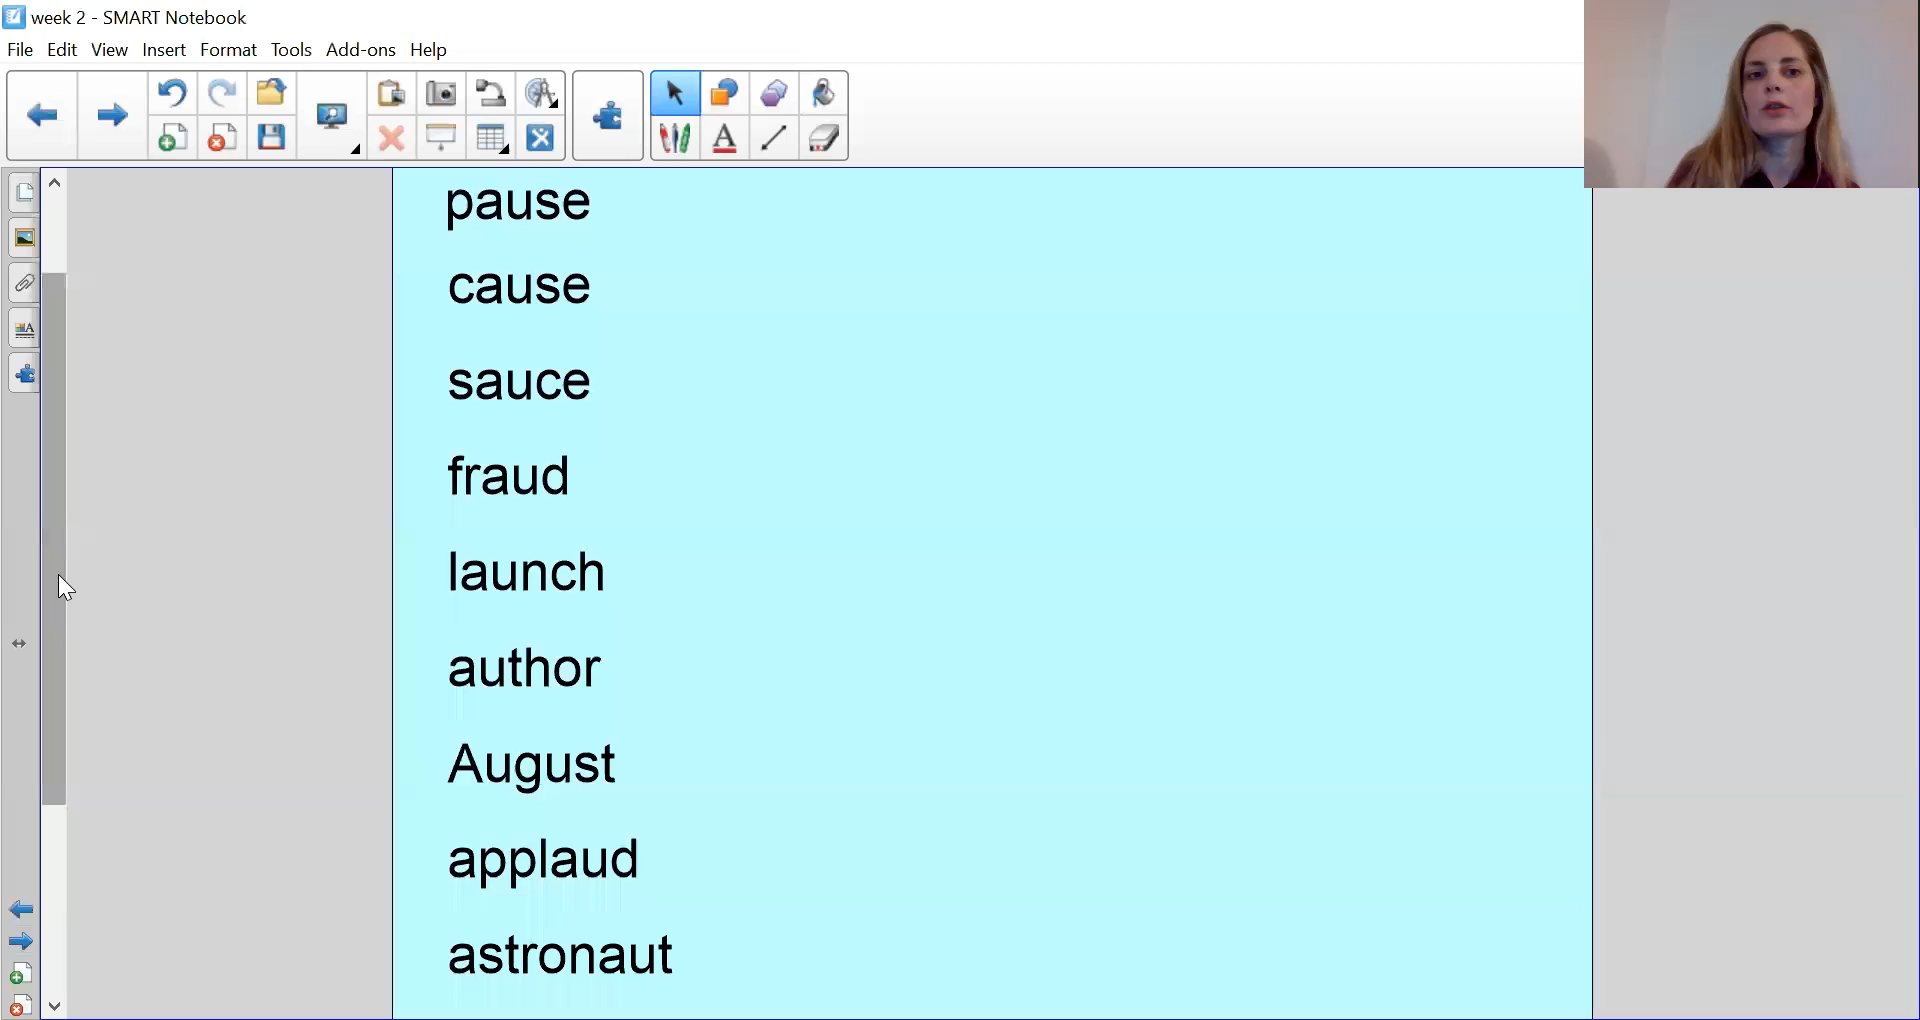 week 2 - SMART Notebook
File Edit View Insert Format Tools Add-ons Help
pause
cause
sauce
fraud
launch
author
August
applaud
astronaut